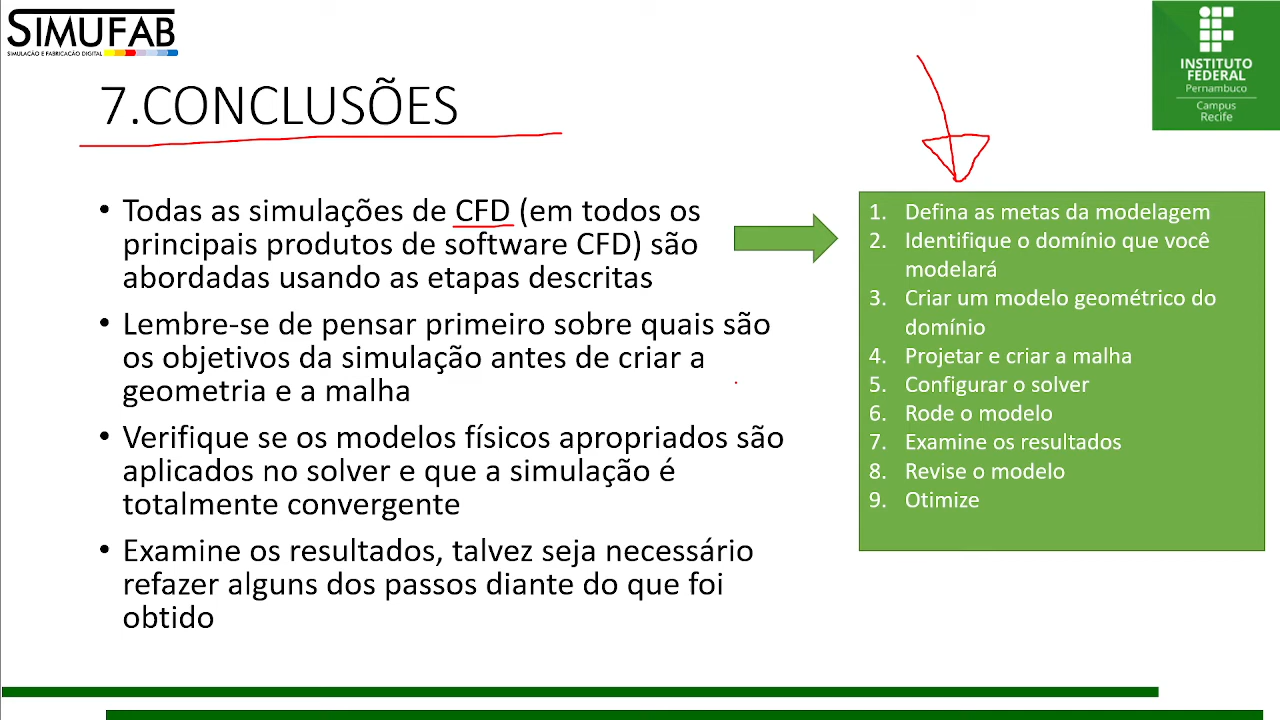 SIMUFAB
SIMULAÇÃO E FABRICAÇÃO DIGITAL
INSTITUTO
FEDERAL
Pernambuco
Campus
Recife
7.CONCLUSÕES
• Todas as simulações de CFD (em todos os
principais produtos de software CFD) são
abordadas usando as etapas descritas
• Lembre-se de pensar primeiro sobre quais são
os objetivos da simulação antes de criar a
geometria e a malha
• Verifique se os modelos físicos apropriados são
aplicados no solver e que a simulação é
totalmente convergente
• Examine os resultados, talvez seja necessário
refazer alguns dos passos diante do que foi
obtido
1. Defina as metas da modelagem
2. Identifique o domínio que você
modelará
3. Criar um modelo geométrico do
domínio
4. Projetar e criar a malha
5. Configurar o solver
6. Rode o modelo
7. Examine os resultados
8. Revise o modelo
9. Otimize